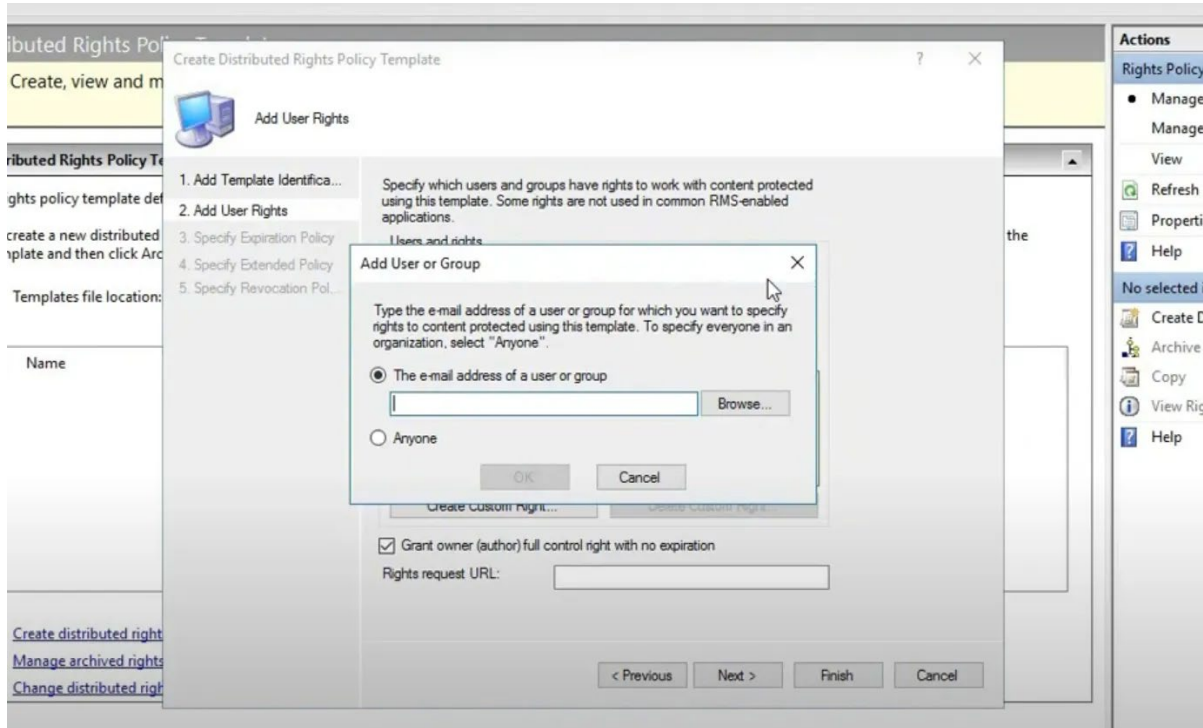 Create, view and m
Create Distributed Rights Policy Template
?
Add User Rights
ributed Rights Policy Te
ghts policy template def
create a new distributed
nplate and then click Arc
Templates file location:
Name
Create distributed right
Manage archived rights
Change distributed righ
1. Add Template Identifica...
2. Add User Rights
3. Specify Expiration Policy
4. Specify Extended Policy
5. Specify Revocation Pol...
Specify which users and groups have rights to work with content protected
using this template. Some rights are not used in common RMS-enabled
applications.
Users and rights
Add User or Group
Type the e-mail address of a user or group for which you want to specify
rights to content protected using this template. To specify everyone in an
organization, select "Anyone".
The e-mail address of a user or group
Browse...
Anyone
OK
Cancel
Create Custom Right...
Delete Custom Right...
Grant owner (author) full control right with no expiration
Rights request URL:
< Previous
Next >
Finish
Cancel
the
Actions
Rights Policy
Manage
Manage
View
Refresh
Properti
Help
No selected
Create D
Archive
Copy
View Rig
Help